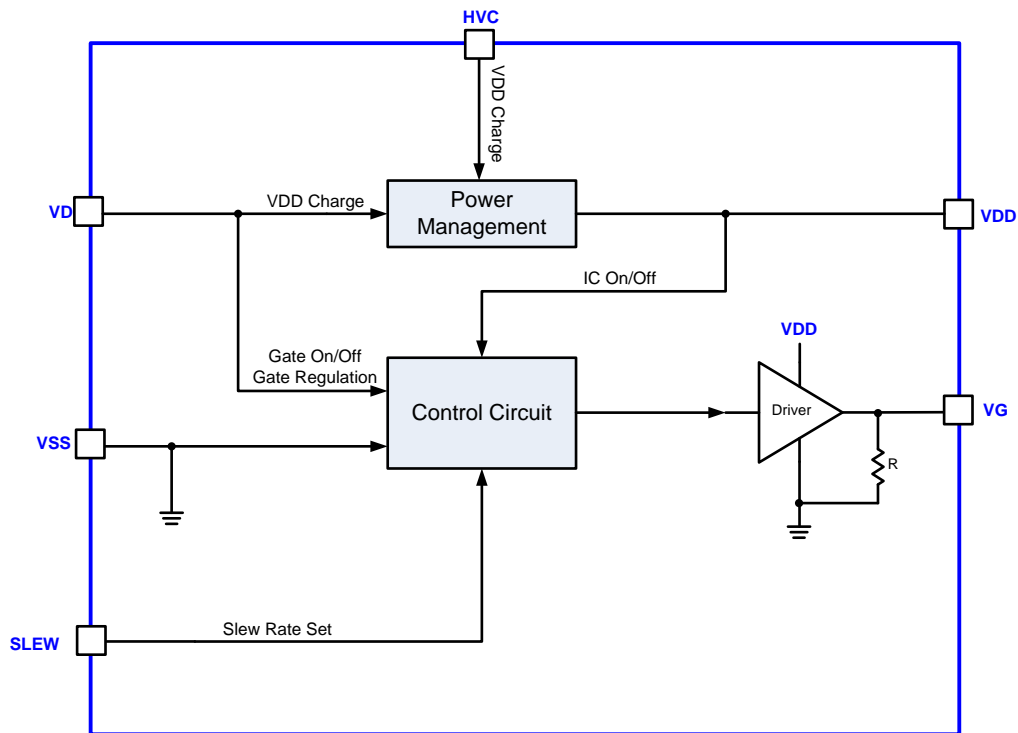 HVC
VDD Charge
VD
VDD Charge
Power
Management
VDD
IC On/Off
VDD
Gate On/Off
Gate Regulation
Control Circuit
Driver
VG
VSS
R
Slew Rate Set
SLEW